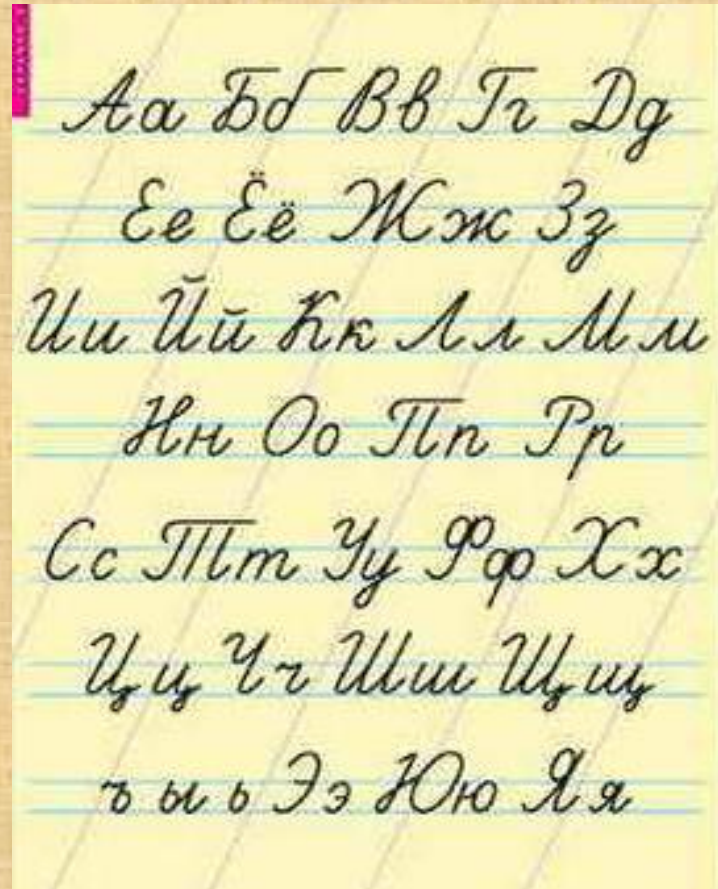 Аа Бб Вв Гг Дд
Ее Ёё Жж Зз
Ии Йй Кк Лл Мм
Нн Оо Пп Рр
Сс Тт Уу Фф Хх
Цц Чч Шш Щщ
ъ ы ь Ээ Юю Яя